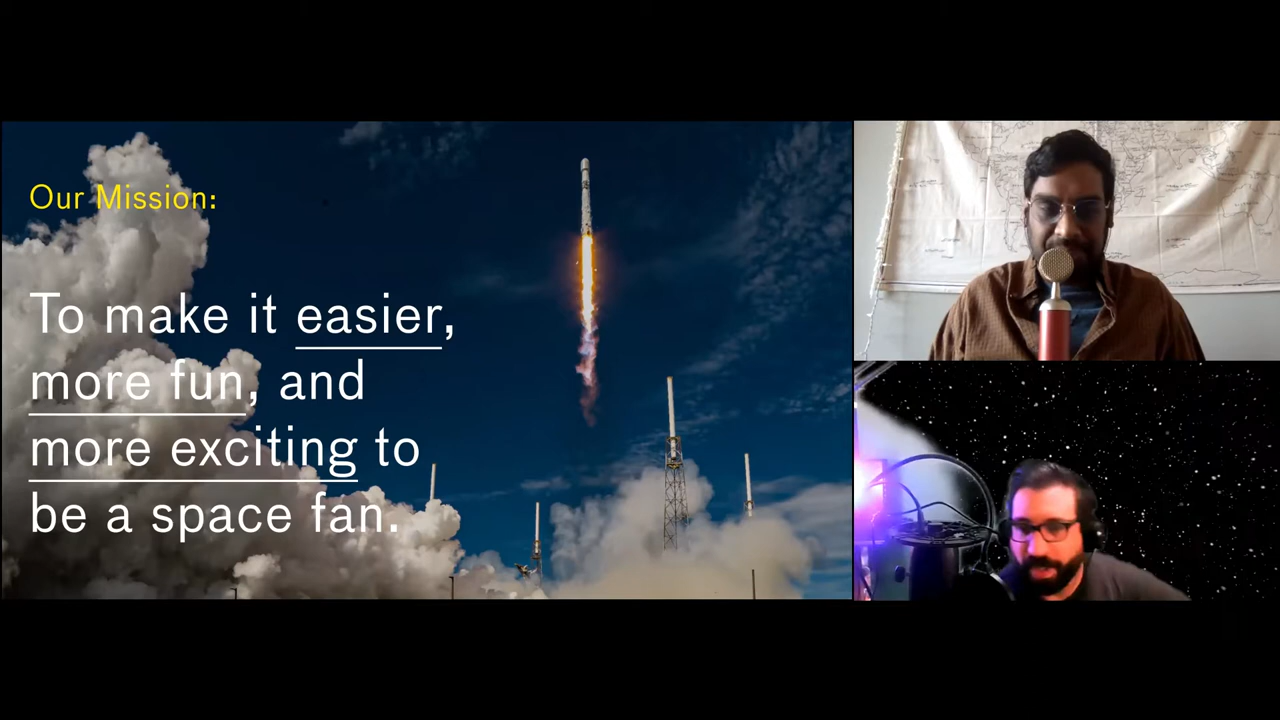 Our Mission:
To make it easier,
more fun, and
more exciting to
be a space fan.